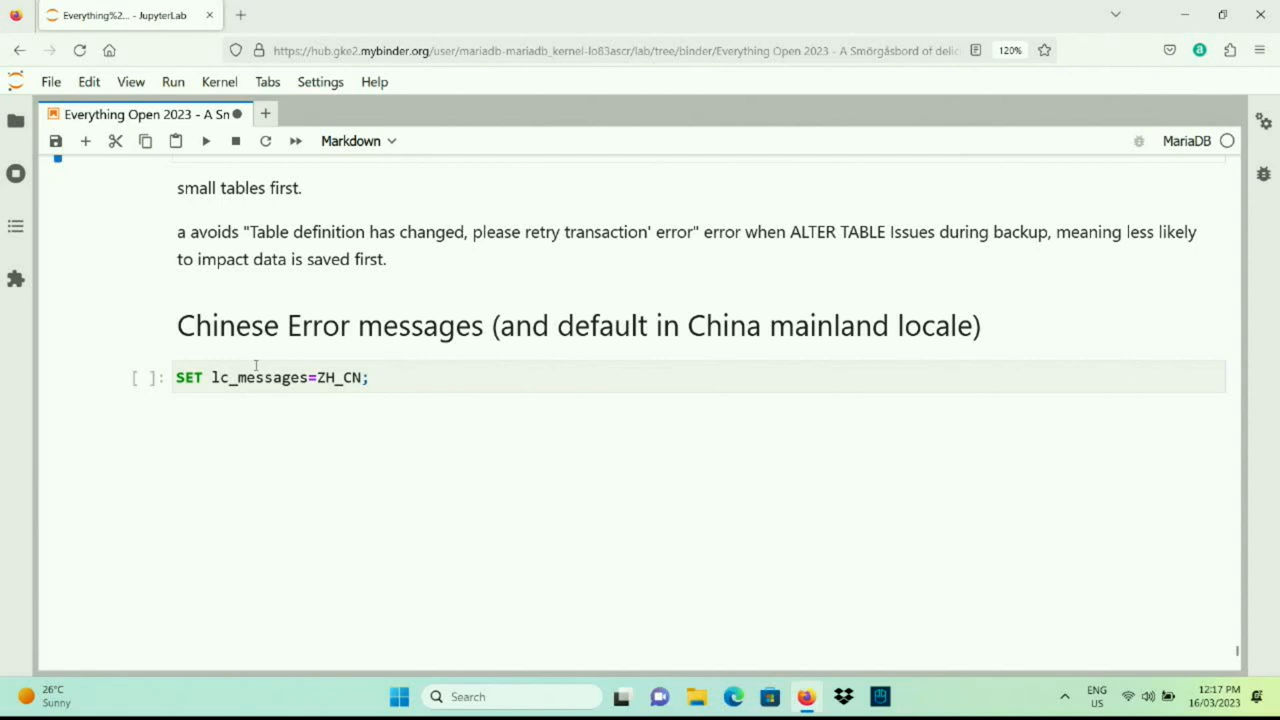 Everything%2... - JupyterLab
https://hub.gke2.mybinder.org/user/mariadb-mariadb_kernel-lo83ascr/lab/tree/binder/Everything Open 2023 - A Smörgåsbord of delic
120%
File Edit View Run Kernel Tabs Settings Help
Everything Open 2023 - A Sn
Markdown
MariaDB
small tables first.
a avoids "Table definition has changed, please retry transaction' error" error when ALTER TABLE Issues during backup, meaning less likely
to impact data is saved first.
Chinese Error messages (and default in China mainland locale)
[ ]: SET lc_messages=ZH_CN;
26°C
Sunny
Search
ENG
US
12:17 PM
16/03/2023